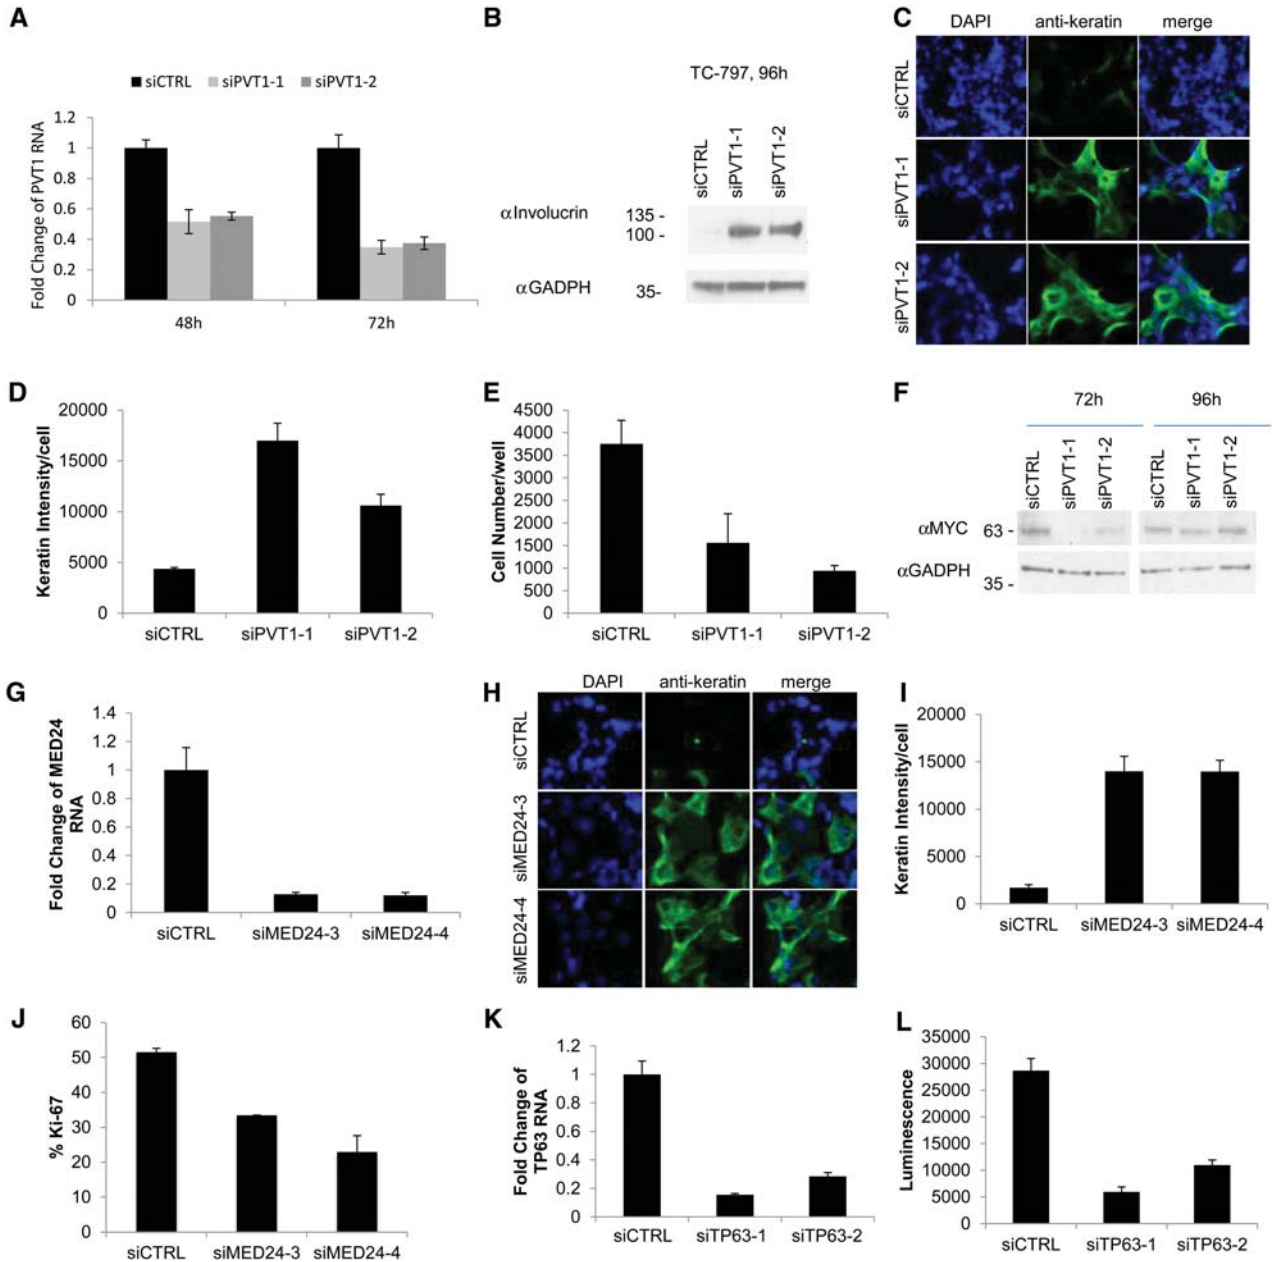 A
siCTRL siPVT1-1 siPVT1-2
Fold Change of PVT1 RNA
1.2
1
0.8
0.6
0.4
0.2
0
48h 72h
B
TC-797, 96h
siCTRL
siPVT1-1
siPVT1-2
αInvolucrin
135 -
100 -
αGADPH
35-
C
DAPI anti-keratin merge
siCTRL
siPVT1-1
siPVT1-2
D
Keratin Intensity/cell
20000
15000
10000
5000
0
siCTRL siPVT1-1 siPVT1-2
E
Cell Number/well
4500
4000
3500
3000
2500
2000
1500
1000
500
0
siCTRL siPVT1-1 siPVT1-2
F
72h 96h
siCTRL
siPVT1-1
siPVT1-2
siCTRL
siPVT1-1
siPVT1-2
αMYC
63 -
αGADPH
35 -
G
Fold Change of MED24
RNA
1.4
1.2
1
0.8
0.6
0.4
0.2
0
siCTRL siMED24-3 siMED24-4
H
DAPI anti-keratin merge
siCTRL
siMED24-3
siMED24-4
I
Keratin Intensity/cell
20000
15000
10000
5000
0
siCTRL siMED24-3 siMED24-4
J
% Ki-67
60
50
40
30
20
10
0
siCTRL siMED24-3 siMED24-4
K
Fold Change of
TP63 RNA
1.2
1
0.8
0.6
0.4
0.2
0
siCTRL siTP63-1 siTP63-2
L
Luminescence
35000
30000
25000
20000
15000
10000
5000
0
siCTRL siTP63-1 siTP63-2